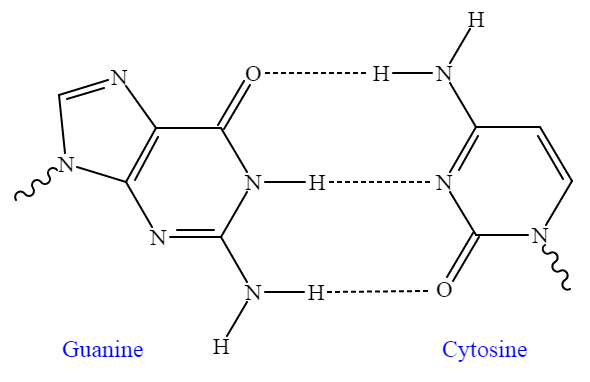 H
O H N
N
N H N
N
N N
N H O
H
Guanine Cytosine